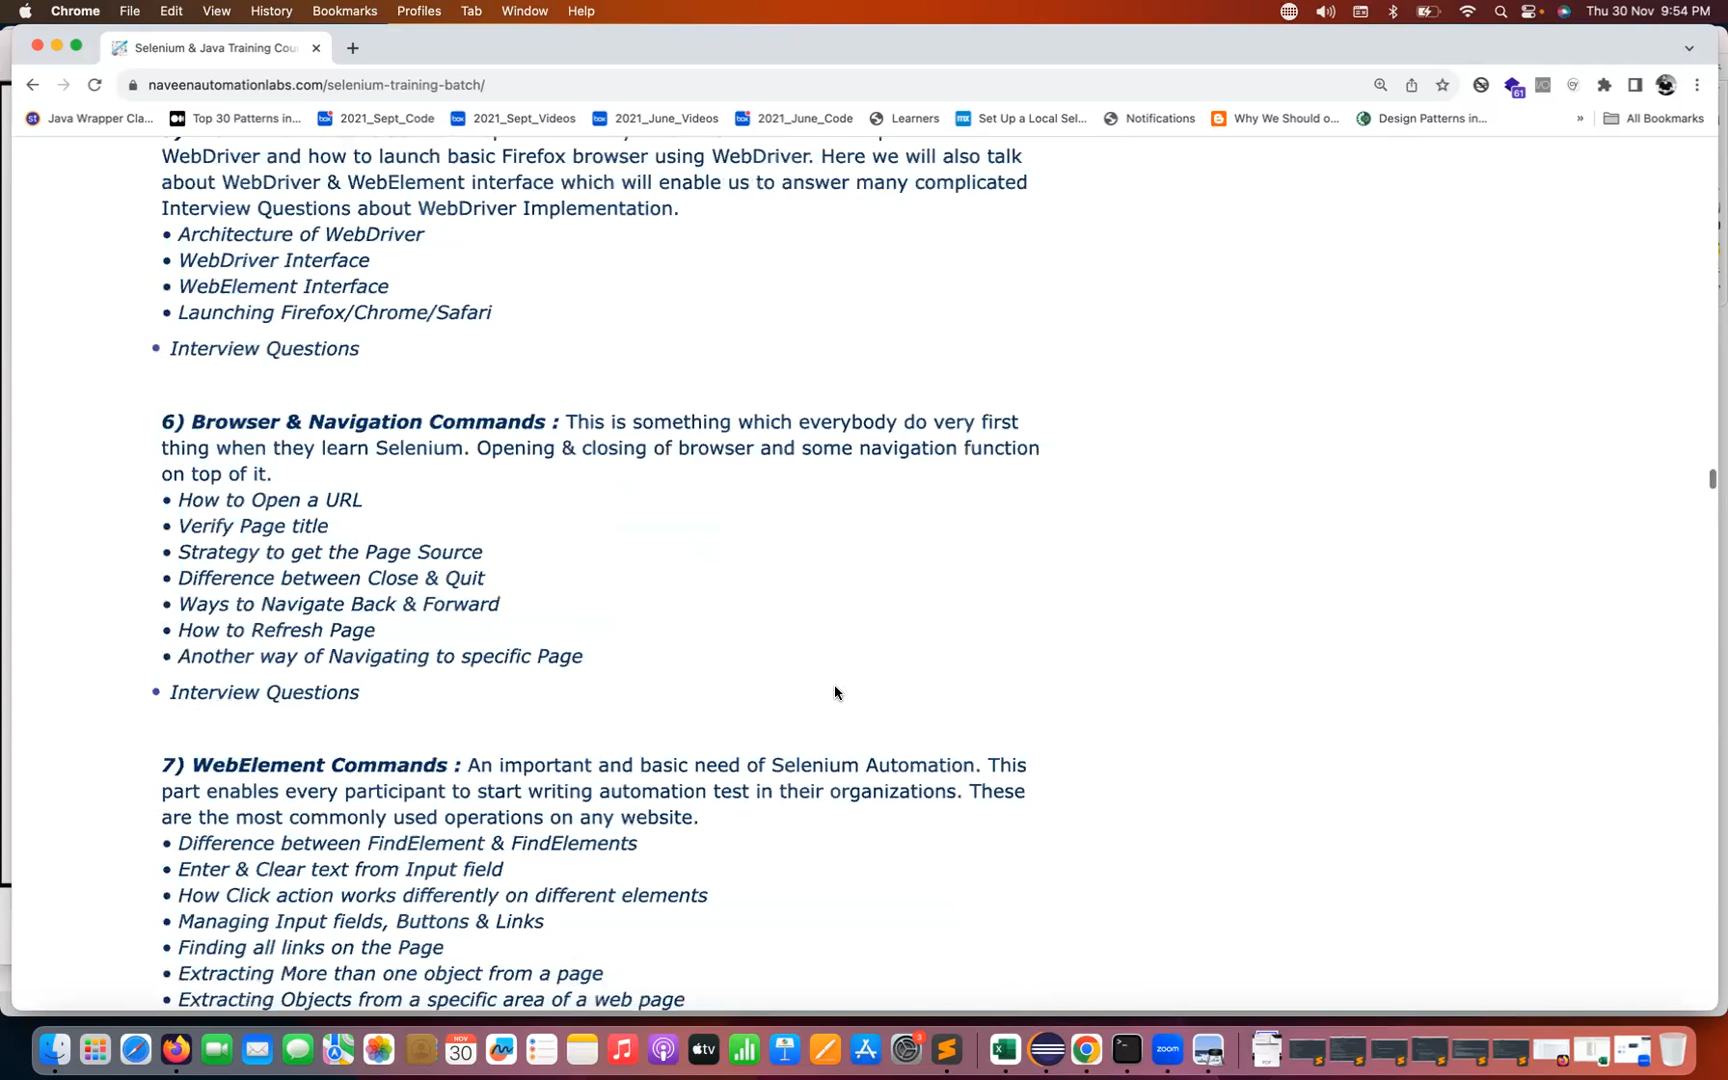 Chrome File Edit View History Bookmarks Profiles Tab Window Help Thu 30 Nov 9:54 PM
Selenium & Java Training Cou
naveenautomationlabs.com/selenium-training-batch/
61
Java Wrapper Cla... Top 30 Patterns in... 2021_Sept_Code 2021_Sept_Videos 2021_June_Videos 2021_June_Code Learners Set Up a Local Sel... Notifications Why We Should o... Design Patterns in... » All Bookmarks
WebDriver and how to launch basic Firefox browser using WebDriver. Here we will also talk
about WebDriver & WebElement interface which will enable us to answer many complicated
Interview Questions about WebDriver Implementation.
• Architecture of WebDriver
• WebDriver Interface
• WebElement Interface
• Launching Firefox/Chrome/Safari
• Interview Questions
6) Browser & Navigation Commands : This is something which everybody do very first
thing when they learn Selenium. Opening & closing of browser and some navigation function
on top of it.
• How to Open a URL
• Verify Page title
• Strategy to get the Page Source
• Difference between Close & Quit
• Ways to Navigate Back & Forward
• How to Refresh Page
• Another way of Navigating to specific Page
• Interview Questions
7) WebElement Commands : An important and basic need of Selenium Automation. This
part enables every participant to start writing automation test in their organizations. These
are the most commonly used operations on any website.
• Difference between FindElement & FindElements
• Enter & Clear text from Input field
• How Click action works differently on different elements
• Managing Input fields, Buttons & Links
• Finding all links on the Page
• Extracting More than one object from a page
• Extracting Objects from a specific area of a web page
NOV 30 tv 3 zoom